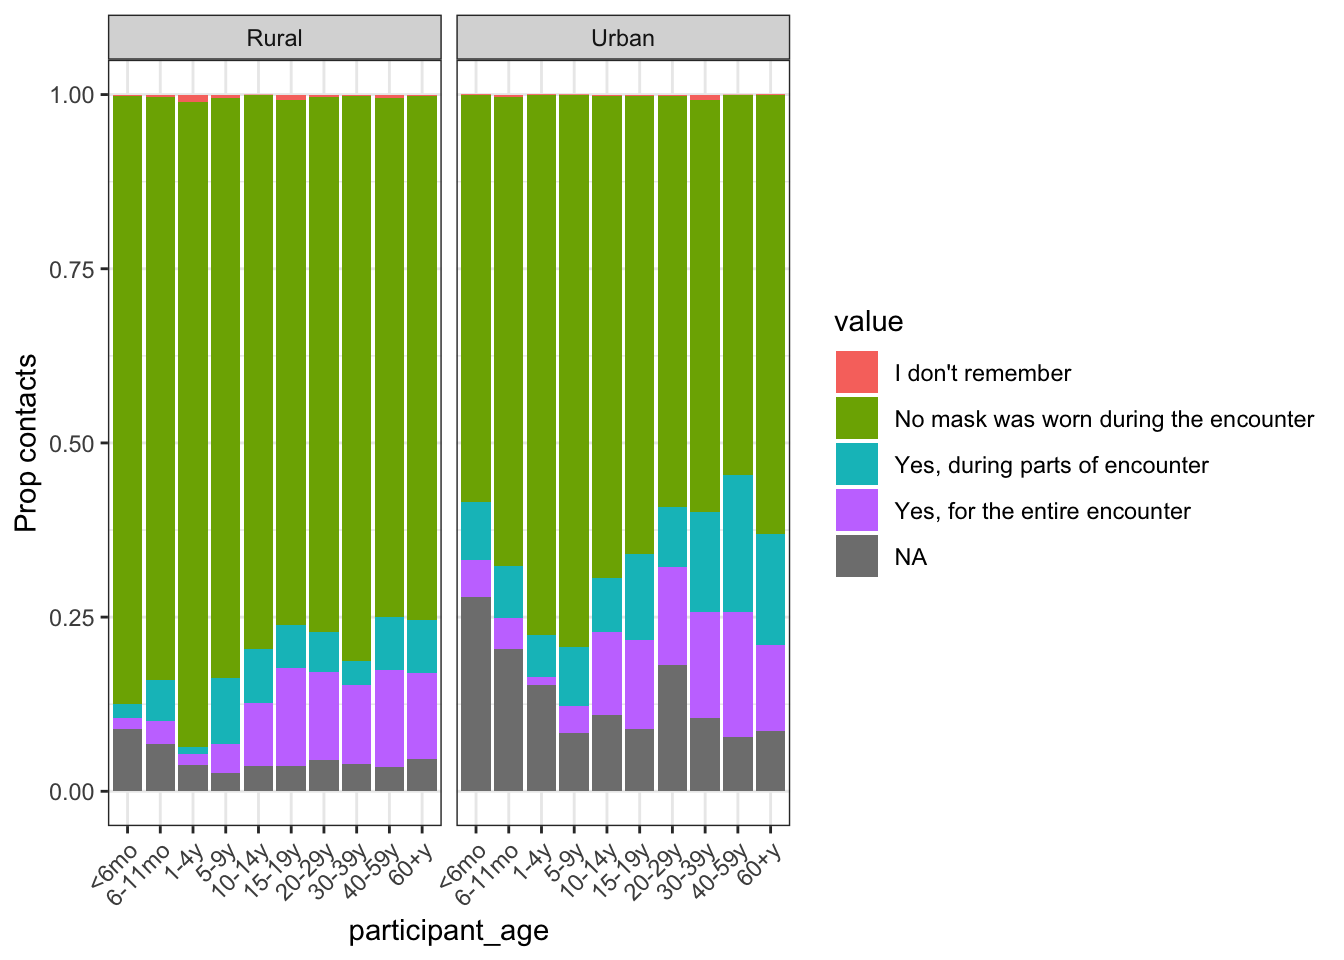 Rural
Urban
1.00
0.75
0.50
0.25
0.00
Prop contacts
<6mo
6-11mo
1-4y
5-9y
10-14y
15-19y
20-29y
30-39y
40-59y
60+y
<6mo
6-11mo
1-4y
5-9y
10-14y
15-19y
20-29y
30-39y
40-59y
60+y
participant_age
value
I don't remember
No mask was worn during the encounter
Yes, during parts of encounter
Yes, for the entire encounter
NA